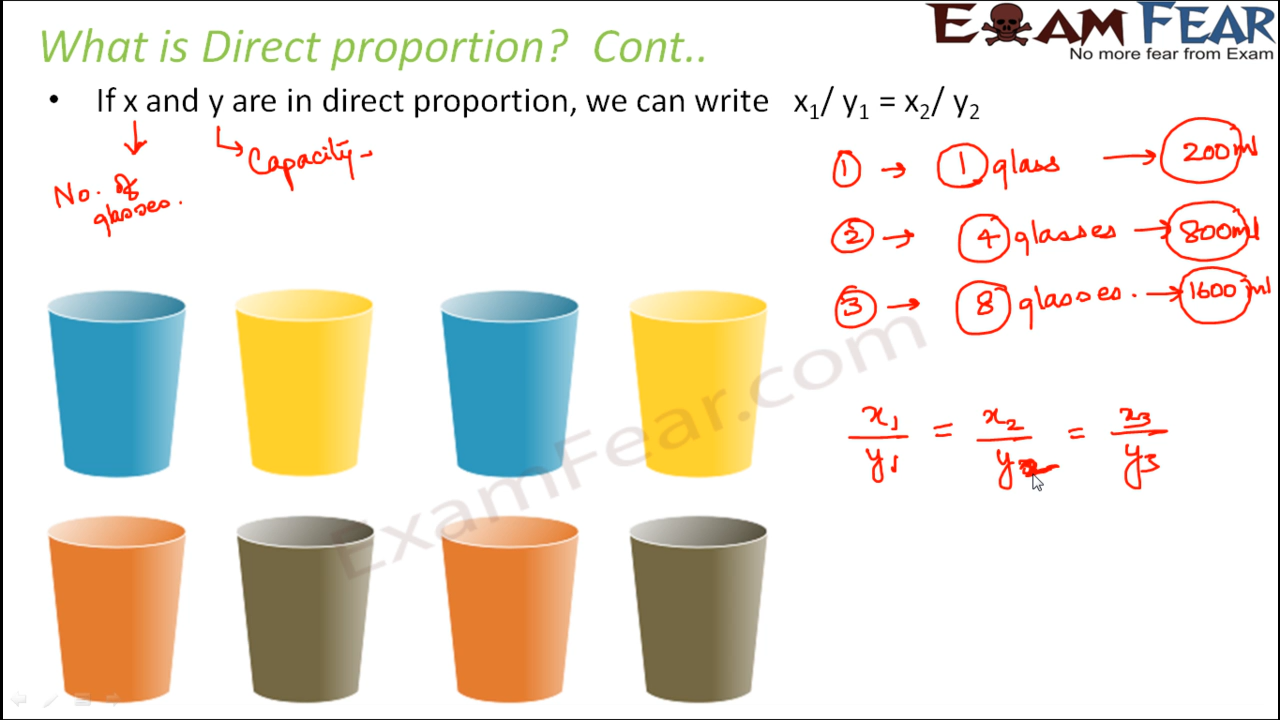 What is Direct proportion? Cont..
EXAM FEAR
No more fear from Exam
• If x and y are in direct proportion, we can write x₁/ y₁ = x₂/ y₂
No. of glasses.
Capacity -
① → ① glass → 200ml
② → ④ glasses → 800ml
③ → ⑧ glasses. → 1600 ml
x₁/y₁ = x₂/y₂ = x₃/y₃
ExamFear.com